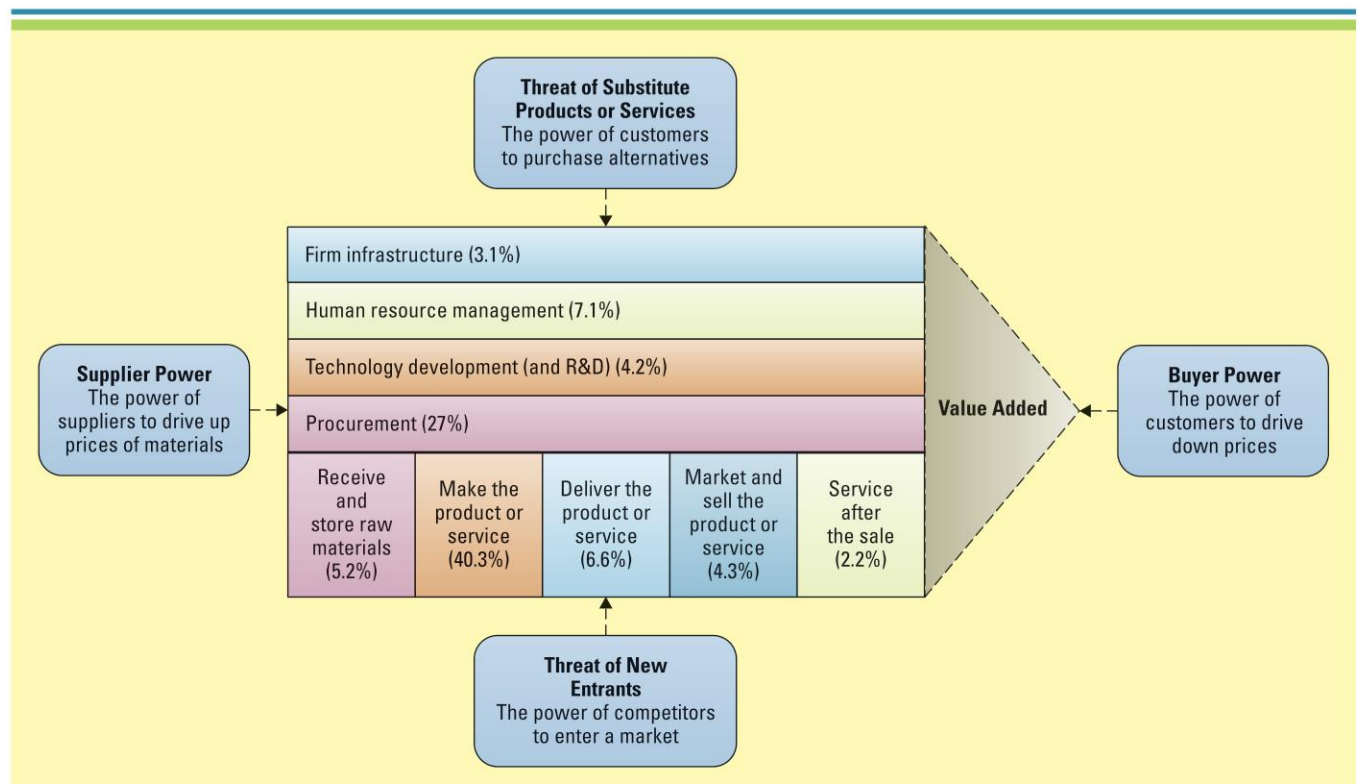 Threat of Substitute
Products or Services
The power of customers
to purchase alternatives
Firm infrastructure (3.1%)
Human resource management (7.1%)
Technology development (and R&D) (4.2%)
Procurement (27%)
Supplier Power
The power of
suppliers to drive up
prices of materials
Value Added
Buyer Power
The power of
customers to drive
down prices
Receive
and
store raw
materials
(5.2%)
Make the
product or
service
(40.3%)
Deliver the
product or
service
(6.6%)
Market and
sell the
product or
service
(4.3%)
Service
after
the sale
(2.2%)
Threat of New
Entrants
The power of competitors
to enter a market